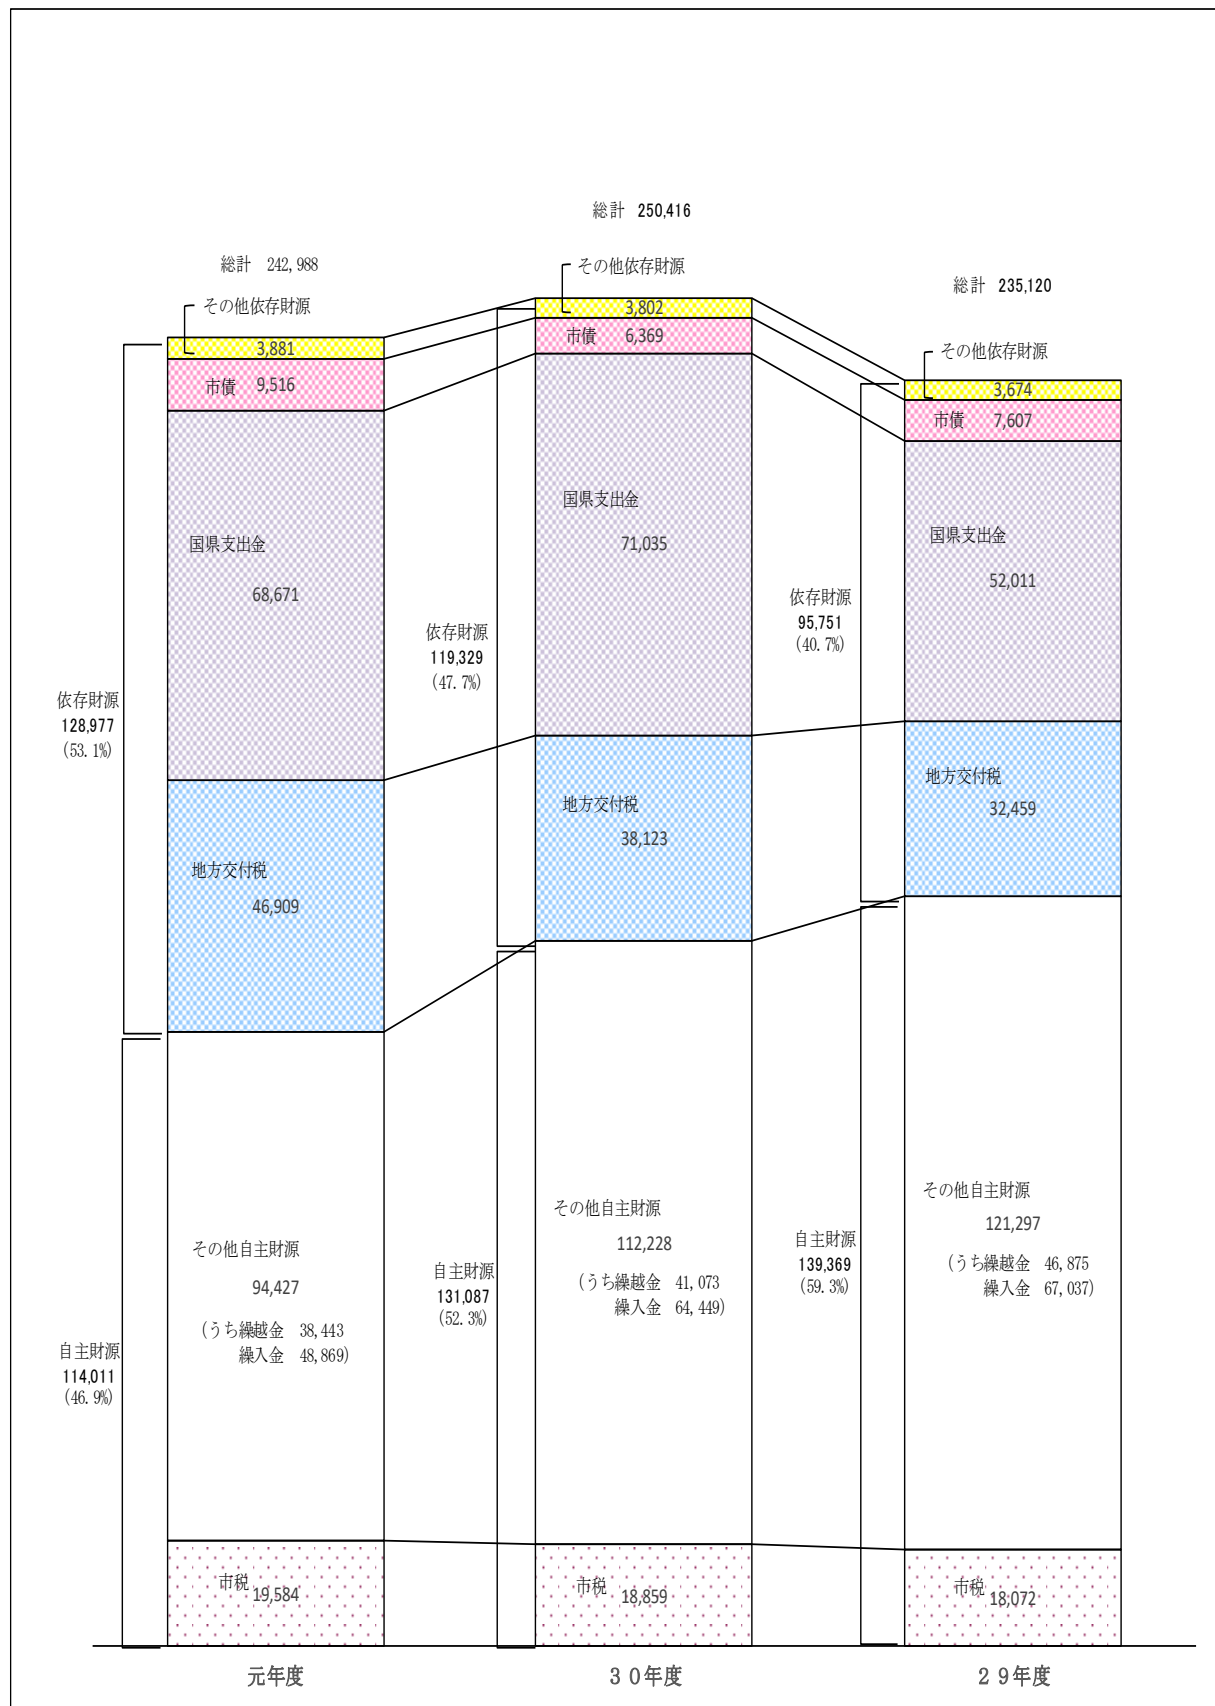 総計 242,988
その他依存財源
3,881
市債 9,516
国県支出金
68,671
依存財源
128,977
(53.1%)
地方交付税
46,909
その他自主財源
94,427
(うち繰越金 38,443
繰入金 48,869)
自主財源
114,011
(46.9%)
市税 19,584
元年度
総計 250,416
その他依存財源
3,802
市債 6,369
国県支出金
71,035
依存財源
119,329
(47.7%)
地方交付税
38,123
その他自主財源
112,228
(うち繰越金 41,073
繰入金 64,449)
自主財源
131,087
(52.3%)
市税 18,859
30年度
総計 235,120
その他依存財源
3,674
市債 7,607
国県支出金
52,011
依存財源
95,751
(40.7%)
地方交付税
32,459
その他自主財源
121,297
(うち繰越金 46,875
繰入金 67,037)
自主財源
139,369
(59.3%)
市税 18,072
29年度